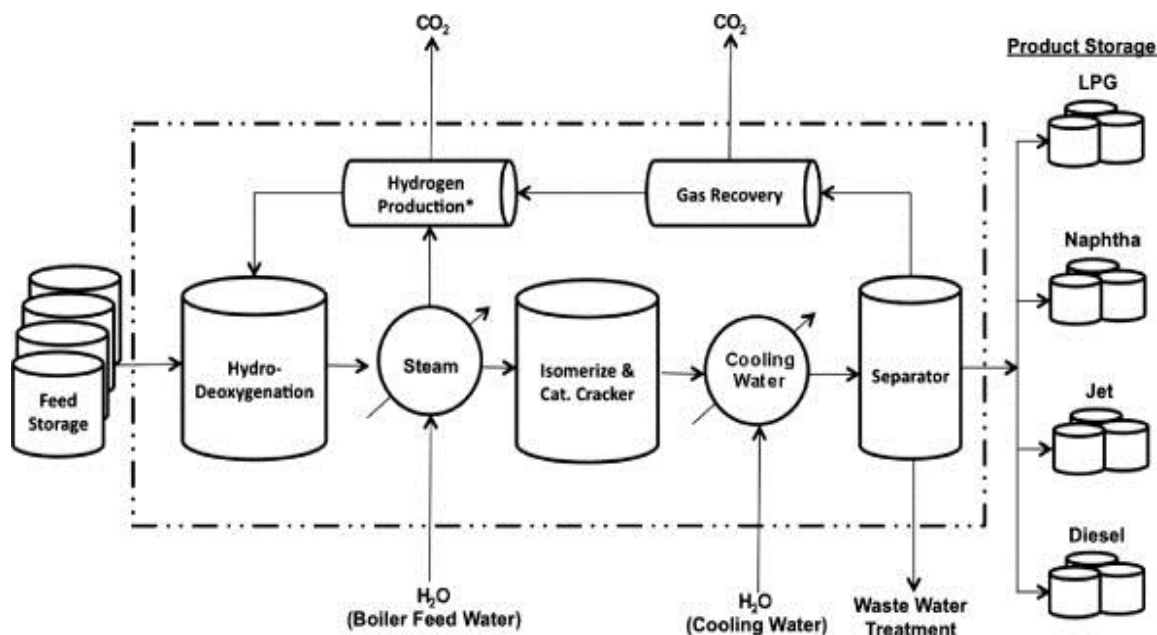 CO₂
CO₂
Product Storage
LPG
Hydrogen
Production*
Gas Recovery
Naphtha
Feed
Storage
Hydro-
Deoxygenation
Steam
Isomerize &
Cat. Cracker
Cooling
Water
Separator
Jet
Diesel
H₂O
(Boiler Feed Water)
H₂O
(Cooling Water)
Waste Water
Treatment